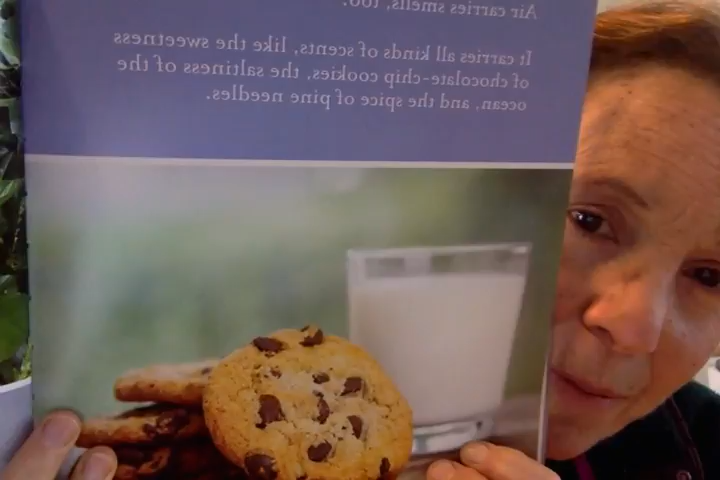 Air carries smells, too.
It carries all kinds of scents, like the sweetness
of chocolate-chip cookies, the saltiness of the
ocean, and the spice of pine needles.